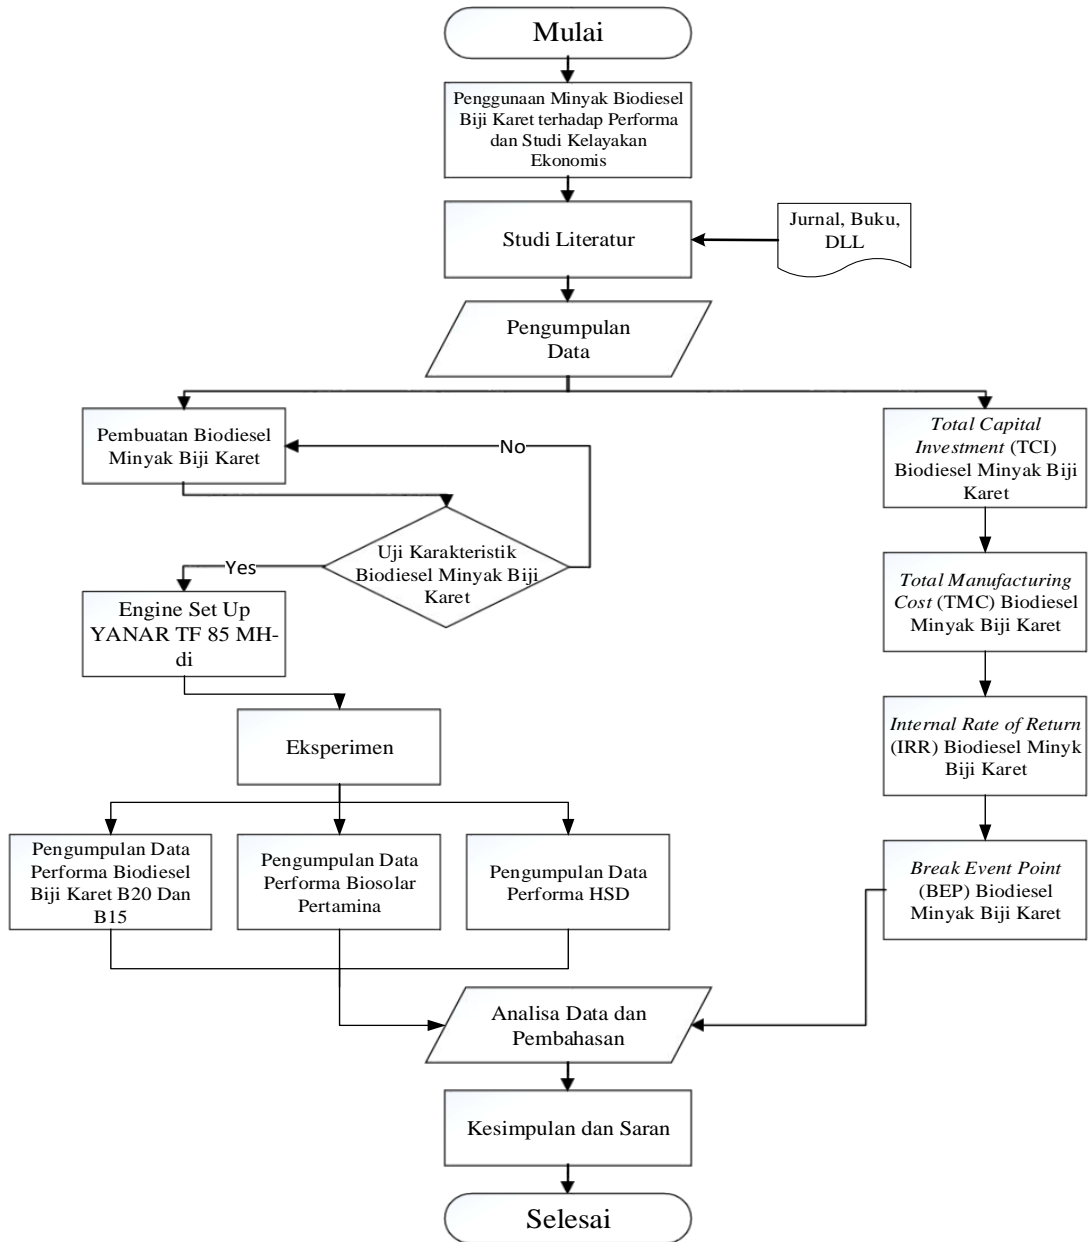 Mulai
Penggunaan Minyak Biodiesel
Biji Karet terhadap Performa
dan Studi Kelayakan
Ekonomis
Studi Literatur
Jurnal, Buku,
DLL
Pengumpulan
Data
Pembuatan Biodiesel
Minyak Biji Karet
No
Uji Karakteristik
Biodiesel Minyak Biji
Karet
Yes
Engine Set Up
YANAR TF 85 MH-
di
Eksperimen
Pengumpulan Data
Performa Biodiesel
Biji Karet B20 Dan
B15
Pengumpulan Data
Performa Biosolar
Pertamina
Pengumpulan Data
Performa HSD
Total Capital
Investment (TCI)
Biodiesel Minyak Biji
Karet
Total Manufacturing
Cost (TMC) Biodiesel
Minyak Biji Karet
Internal Rate of Return
(IRR) Biodiesel Minyk
Biji Karet
Break Event Point
(BEP) Biodiesel
Minyak Biji Karet
Analisa Data dan
Pembahasan
Kesimpulan dan Saran
Selesai